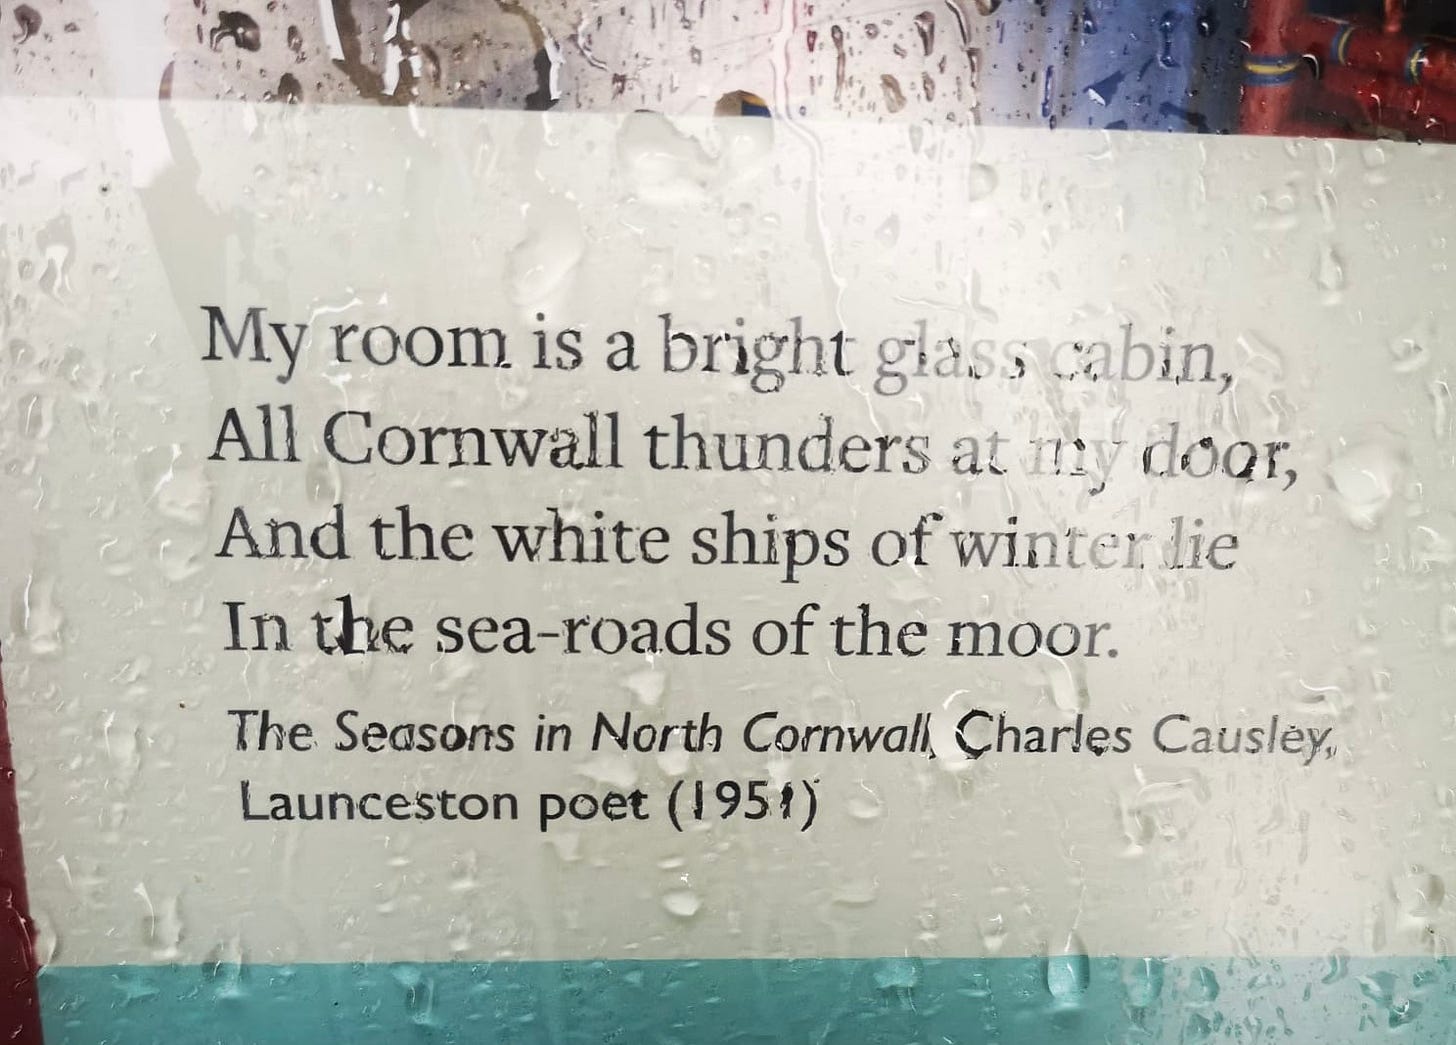 My room is a bright glass cabin,
All Cornwall thunders at my door,
And the white ships of winter lie
In the sea-roads of the moor.
The Seasons in North Cornwall, Charles Causley,
Launceston poet (1951)